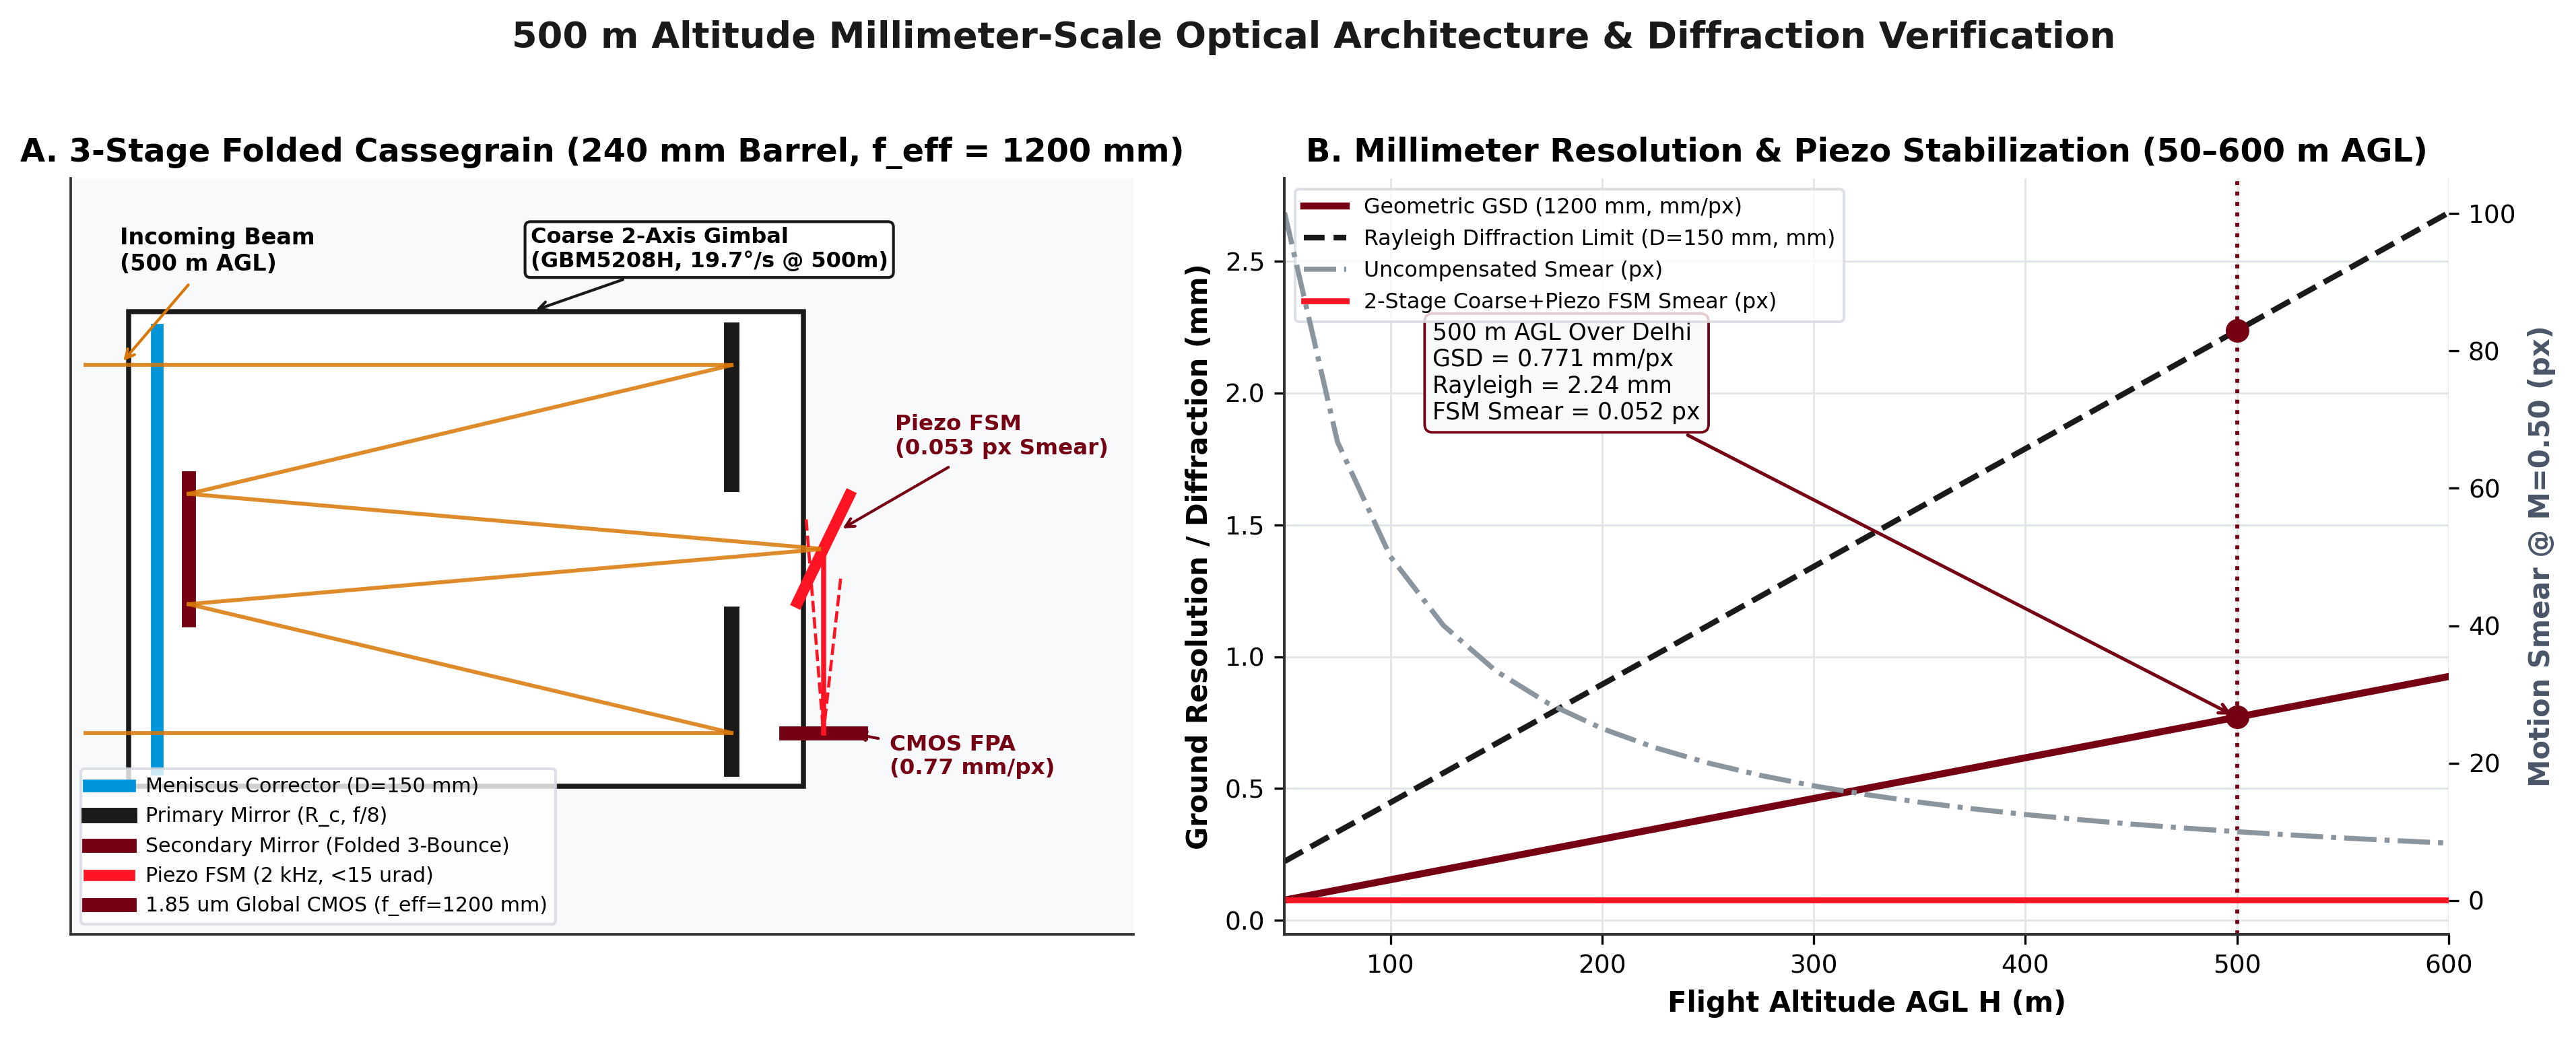 500 m Altitude Millimeter-Scale Optical Architecture & Diffraction Verification
A. 3-Stage Folded Cassegrain (240 mm Barrel, f_eff = 1200 mm)
Incoming Beam
(500 m AGL)
Coarse 2-Axis Gimbal
(GBM5208H, 19.7°/s @ 500m)
Piezo FSM
(0.053 px Smear)
CMOS FPA
(0.77 mm/px)
Meniscus Corrector (D=150 mm)
Primary Mirror (R_c, f/8)
Secondary Mirror (Folded 3-Bounce)
Piezo FSM (2 kHz, <15 urad)
1.85 um Global CMOS (f_eff=1200 mm)
B. Millimeter Resolution & Piezo Stabilization (50–600 m AGL)
Geometric GSD (1200 mm, mm/px)
Rayleigh Diffraction Limit (D=150 mm, mm)
Uncompensated Smear (px)
2-Stage Coarse+Piezo FSM Smear (px)
500 m AGL Over Delhi
GSD = 0.771 mm/px
Rayleigh = 2.24 mm
FSM Smear = 0.052 px
Ground Resolution / Diffraction (mm)
2.5
2.0
1.5
1.0
0.5
0.0
100
200
300
400
500
600
Flight Altitude AGL H (m)
100
80
60
40
20
0
Motion Smear @ M=0.50 (px)